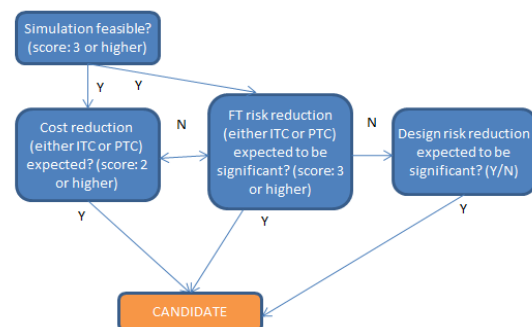 Simulation feasible?
(score: 3 or higher)
Y
Y
Cost reduction
(either ITC or PTC)
expected? (score: 2
or higher)
N
FT risk reduction
(either ITC or PTC)
expected to be
significant? (score: 3
or higher)
N
Design risk reduction
expected to be
significant? (Y/N)
Y
Y
Y
CANDIDATE